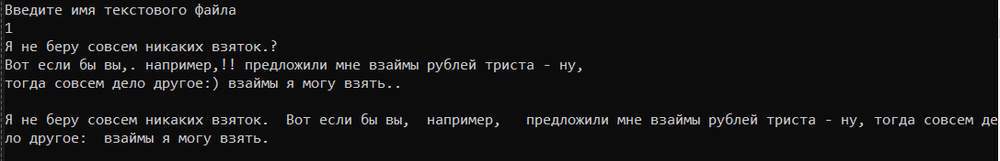 Введите имя текстового файла
1
Я не беру совсем никаких взяток.?
Вот если бы вы,. например,!! предложили мне взаймы рублей триста - ну,
тогда совсем дело другое:) взаймы я могу взять..
Я не беру совсем никаких взяток.  Вот если бы вы,  например,   предложили мне взаймы рублей триста - ну, тогда совсем де
ло другое:  взаймы я могу взять.